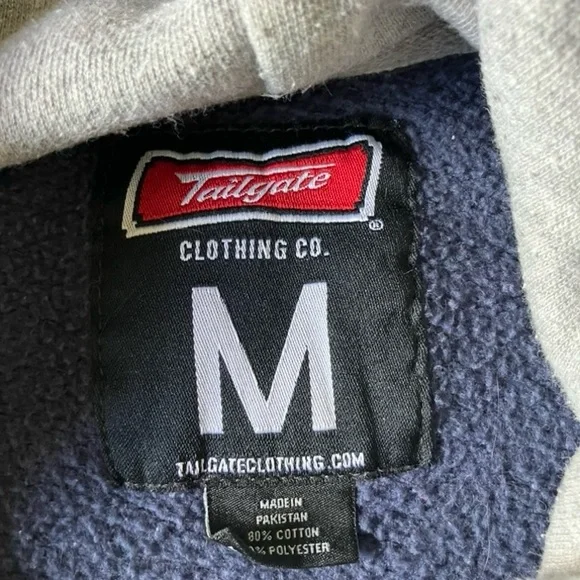 Tailgate
®
CLOTHING CO.
M
TAILGATECLOTHING.COM
MADE IN
PAKISTAN
80% COTTON
POLYESTER